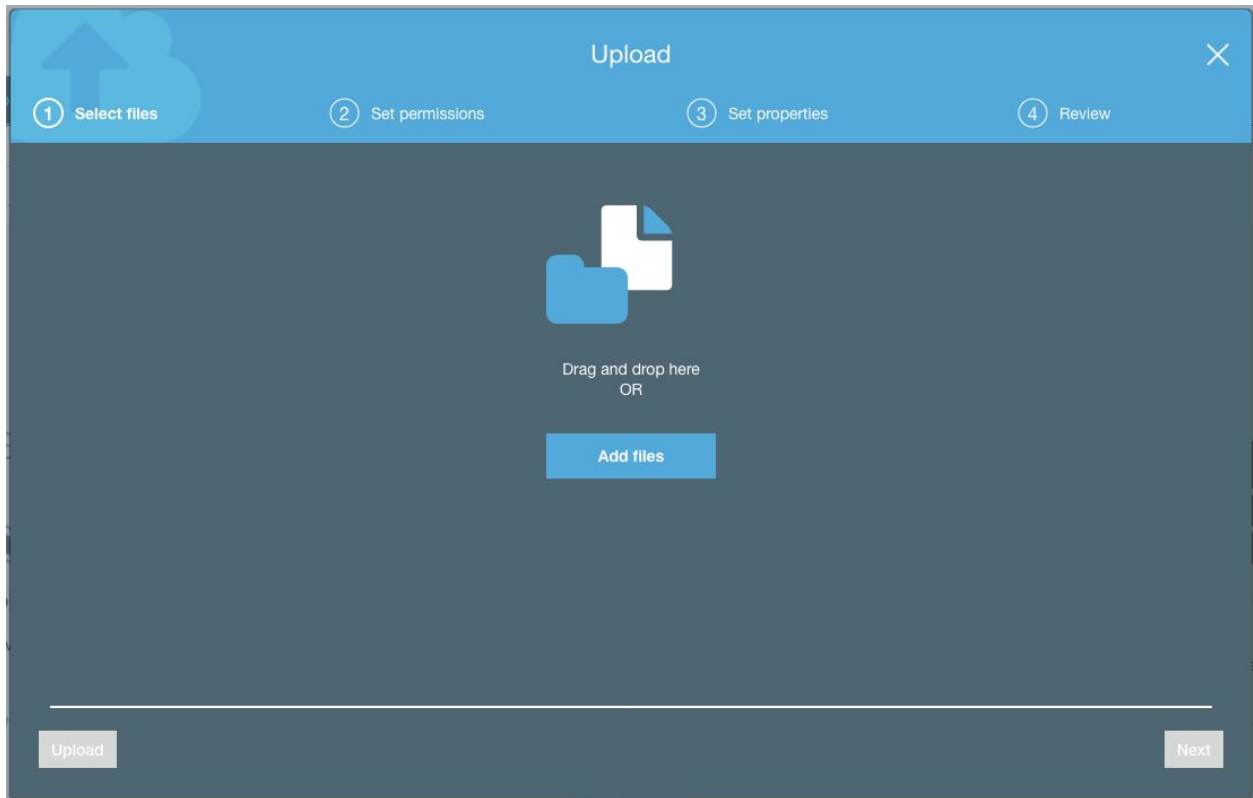 Upload
1 Select files
2 Set permissions
3 Set properties
4 Review
Drag and drop here
OR
Add files
Upload
Next